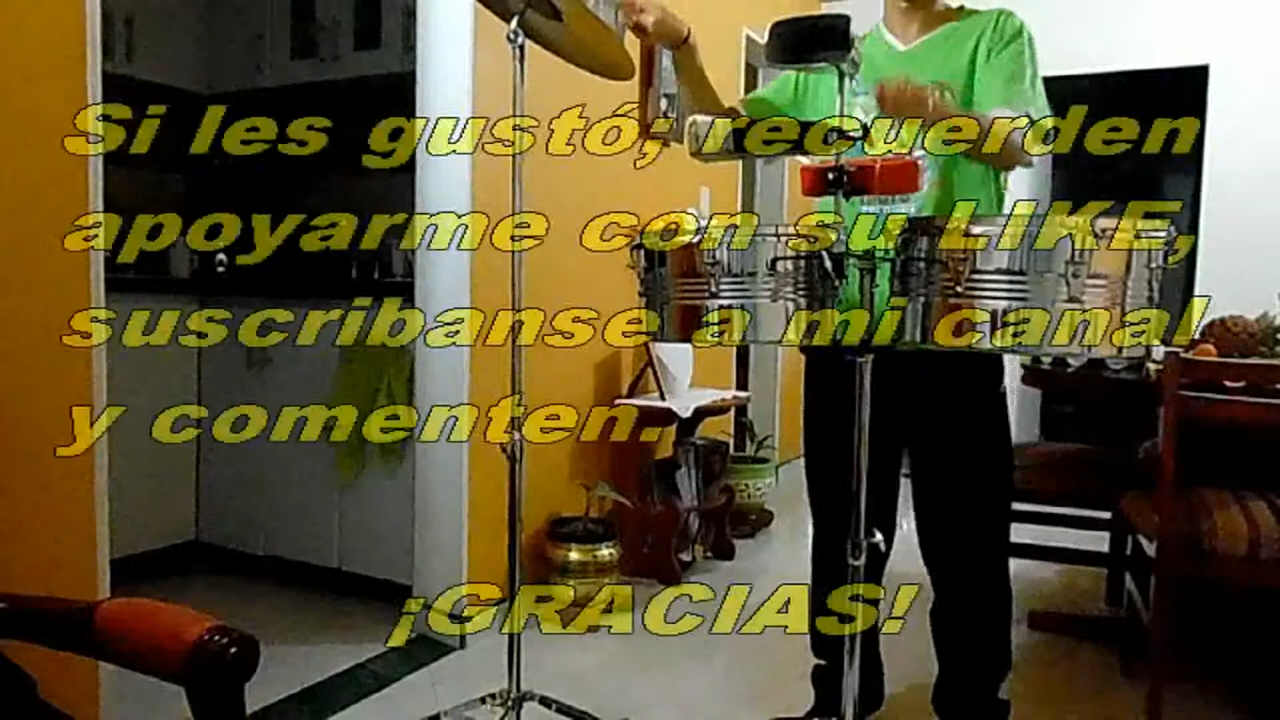 Si les gustó; recuerden
apoyarme con su LIKE,
suscribanse a mi canal
y comenten.
¡GRACIAS!